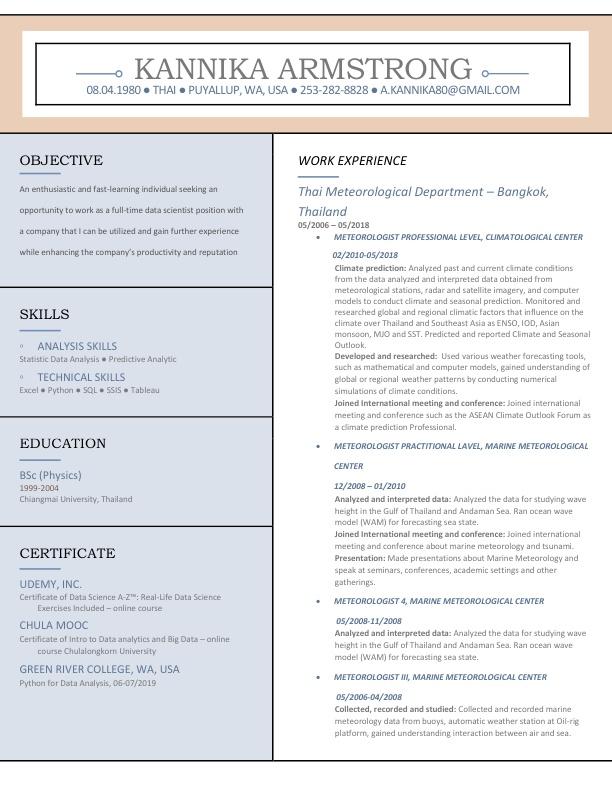 KANNIKA ARMSTRONG
08.04.1980 ● THAI ● PUYALLUP, WA, USA ● 253-282-8828 ● A.KANNIKA80@GMAIL.COM
OBJECTIVE
An enthusiastic and fast-learning individual seeking an
opportunity to work as a full-time data scientist position with
a company that I can be utilized and gain further experience
while enhancing the company's productivity and reputation
SKILLS
◦ ANALYSIS SKILLS
Statistic Data Analysis ● Predictive Analytic
◦ TECHNICAL SKILLS
Excel ● Python ● SQL ● SSIS ● Tableau
EDUCATION
BSc (Physics)
1999-2004
Chiangmai University, Thailand
CERTIFICATE
UDEMY, INC.
Certificate of Data Science A-Z™: Real-Life Data Science
Exercises Included – online course
CHULA MOOC
Certificate of Intro to Data analytics and Big Data – online
course Chulalongkorn University
GREEN RIVER COLLEGE, WA, USA
Python for Data Analysis, 06-07/2019
WORK EXPERIENCE
Thai Meteorological Department – Bangkok,
Thailand
05/2006 – 05/2018
• METEOROLOGIST PROFESSIONAL LEVEL, CLIMATOLOGICAL CENTER
02/2010-05/2018
Climate prediction: Analyzed past and current climate conditions
from the data analyzed and interpreted data obtained from
meteorological stations, radar and satellite imagery, and computer
models to conduct climate and seasonal prediction. Monitored and
researched global and regional climatic factors that influence on the
climate over Thailand and Southeast Asia as ENSO, IOD, Asian
monsoon, MJO and SST. Predicted and reported Climate and Seasonal
Outlook.
Developed and researched: Used various weather forecasting tools,
such as mathematical and computer models, gained understanding of
global or regional weather patterns by conducting numerical
simulations of climate conditions.
Joined International meeting and conference: Joined international
meeting and conference such as the ASEAN Climate Outlook Forum as
a climate prediction Professional.
• METEOROLOGIST PRACTITIONAL LAVEL, MARINE METEOROLOGICAL
CENTER
12/2008 – 01/2010
Analyzed and interpreted data: Analyzed the data for studying wave
height in the Gulf of Thailand and Andaman Sea. Ran ocean wave
model (WAM) for forecasting sea state.
Joined International meeting and conference: Joined international
meeting and conference about marine meteorology and tsunami.
Presentation: Made presentations about Marine Meteorology and
speak at seminars, conferences, academic settings and other
gatherings.
• METEOROLOGIST 4, MARINE METEOROLOGICAL CENTER
05/2008-11/2008
Analyzed and interpreted data: Analyzed the data for studying wave
height in the Gulf of Thailand and Andaman Sea. Ran ocean wave
model (WAM) for forecasting sea state.
• METEOROLOGIST III, MARINE METEOROLOGICAL CENTER
05/2006-04/2008
Collected, recorded and studied: Collected and recorded marine
meteorology data from buoys, automatic weather station at Oil-rig
platform, gained understanding interaction between air and sea.